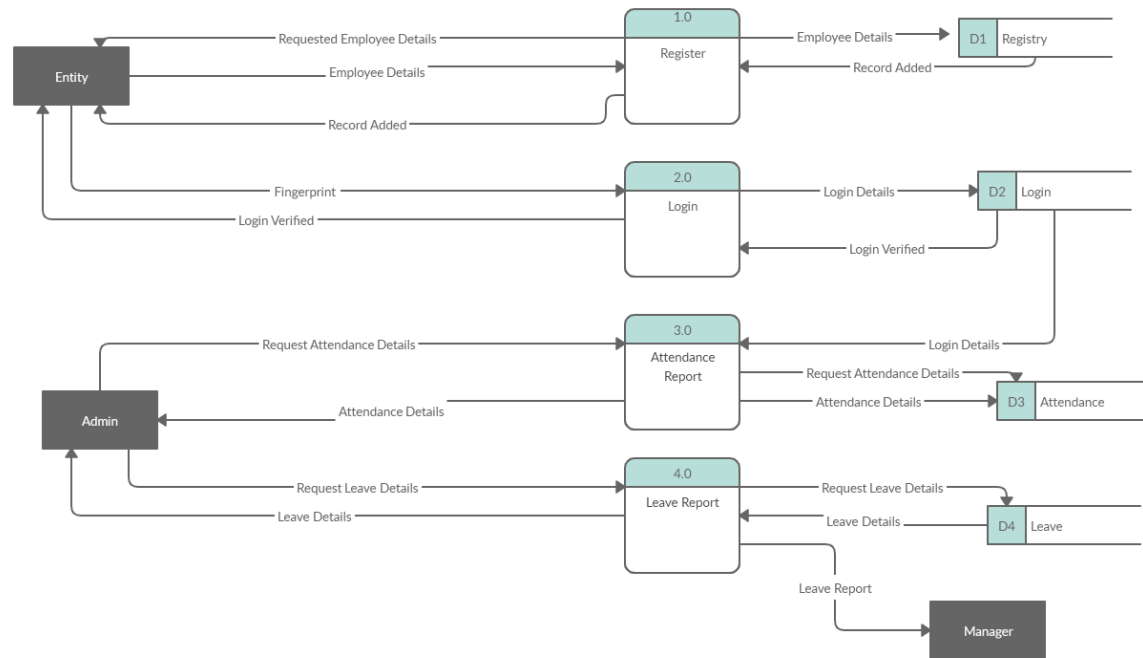 1.0
Requested Employee Details
Employee Details
D1
Registry
Register
Entity
Employee Details
Record Added
Record Added
2.0
Fingerprint
Login Details
D2
Login
Login
Login Verified
Login Verified
3.0
Request Attendance Details
Login Details
Attendance
Report
Request Attendance Details
Attendance Details
Attendance Details
D3
Attendance
Admin
4.0
Request Leave Details
Request Leave Details
Leave Report
Leave Details
Leave Details
D4
Leave
Leave Report
Manager